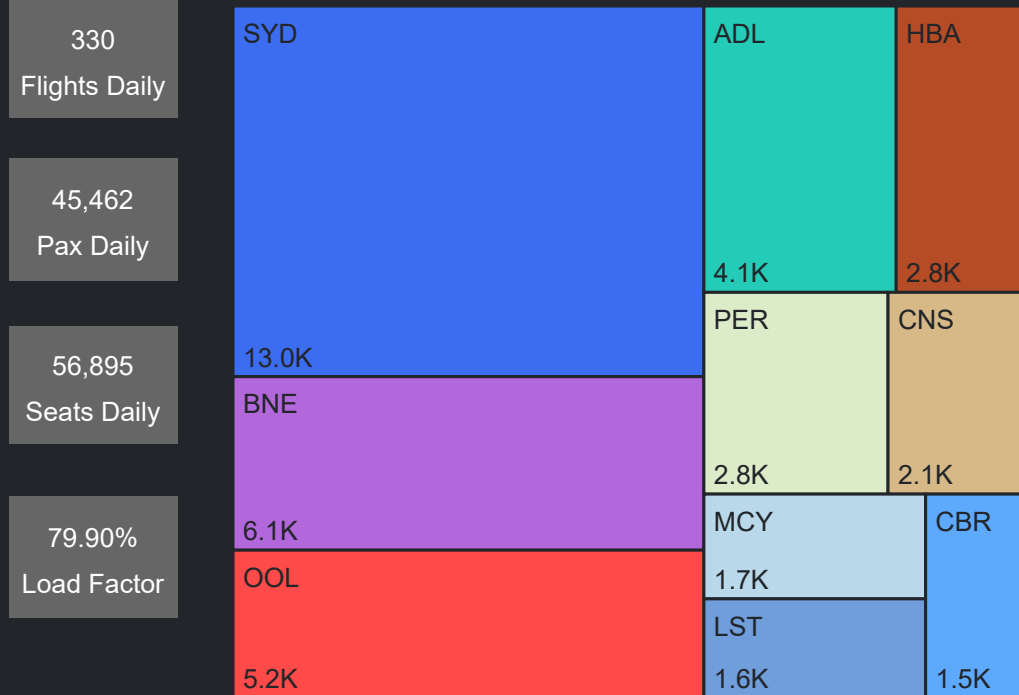 330
Flights Daily
45,462
Pax Daily
56,895
Seats Daily
79.90%
Load Factor
SYD
13.0K
BNE
6.1K
OOL
5.2K
ADL
4.1K
HBA
2.8K
PER
2.8K
CNS
2.1K
MCY
1.7K
LST
1.6K
CBR
1.5K